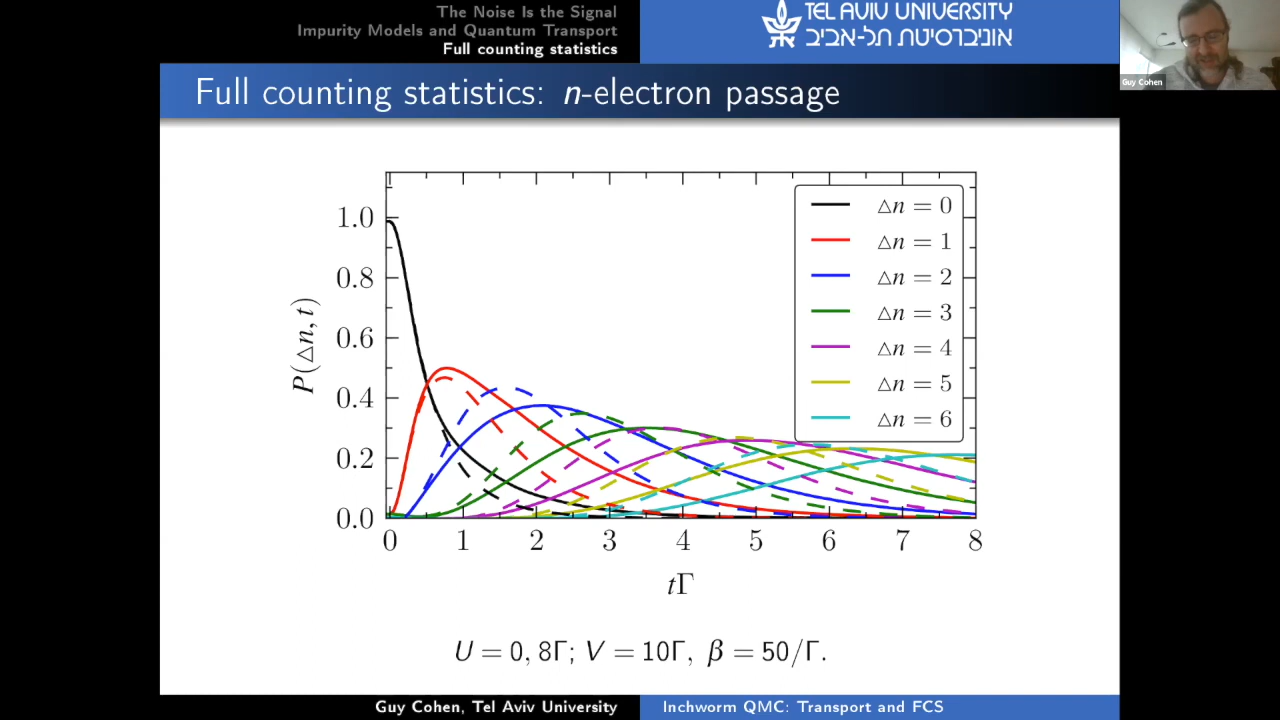 The Noise Is the Signal
Impurity Models and Quantum Transport
Full counting statistics
TEL AVIV UNIVERSITY
אוניברסיטת תל-אביב
Guy Cohen
Full counting statistics: n-electron passage
P(△n, t)
1.0
0.8
0.6
0.4
0.2
0.0
△n = 0
△n = 1
△n = 2
△n = 3
△n = 4
△n = 5
△n = 6
0 1 2 3 4 5 6 7 8
tΓ
U = 0, 8Γ; V = 10Γ, β = 50/Γ.
Guy Cohen, Tel Aviv University
Inchworm QMC: Transport and FCS